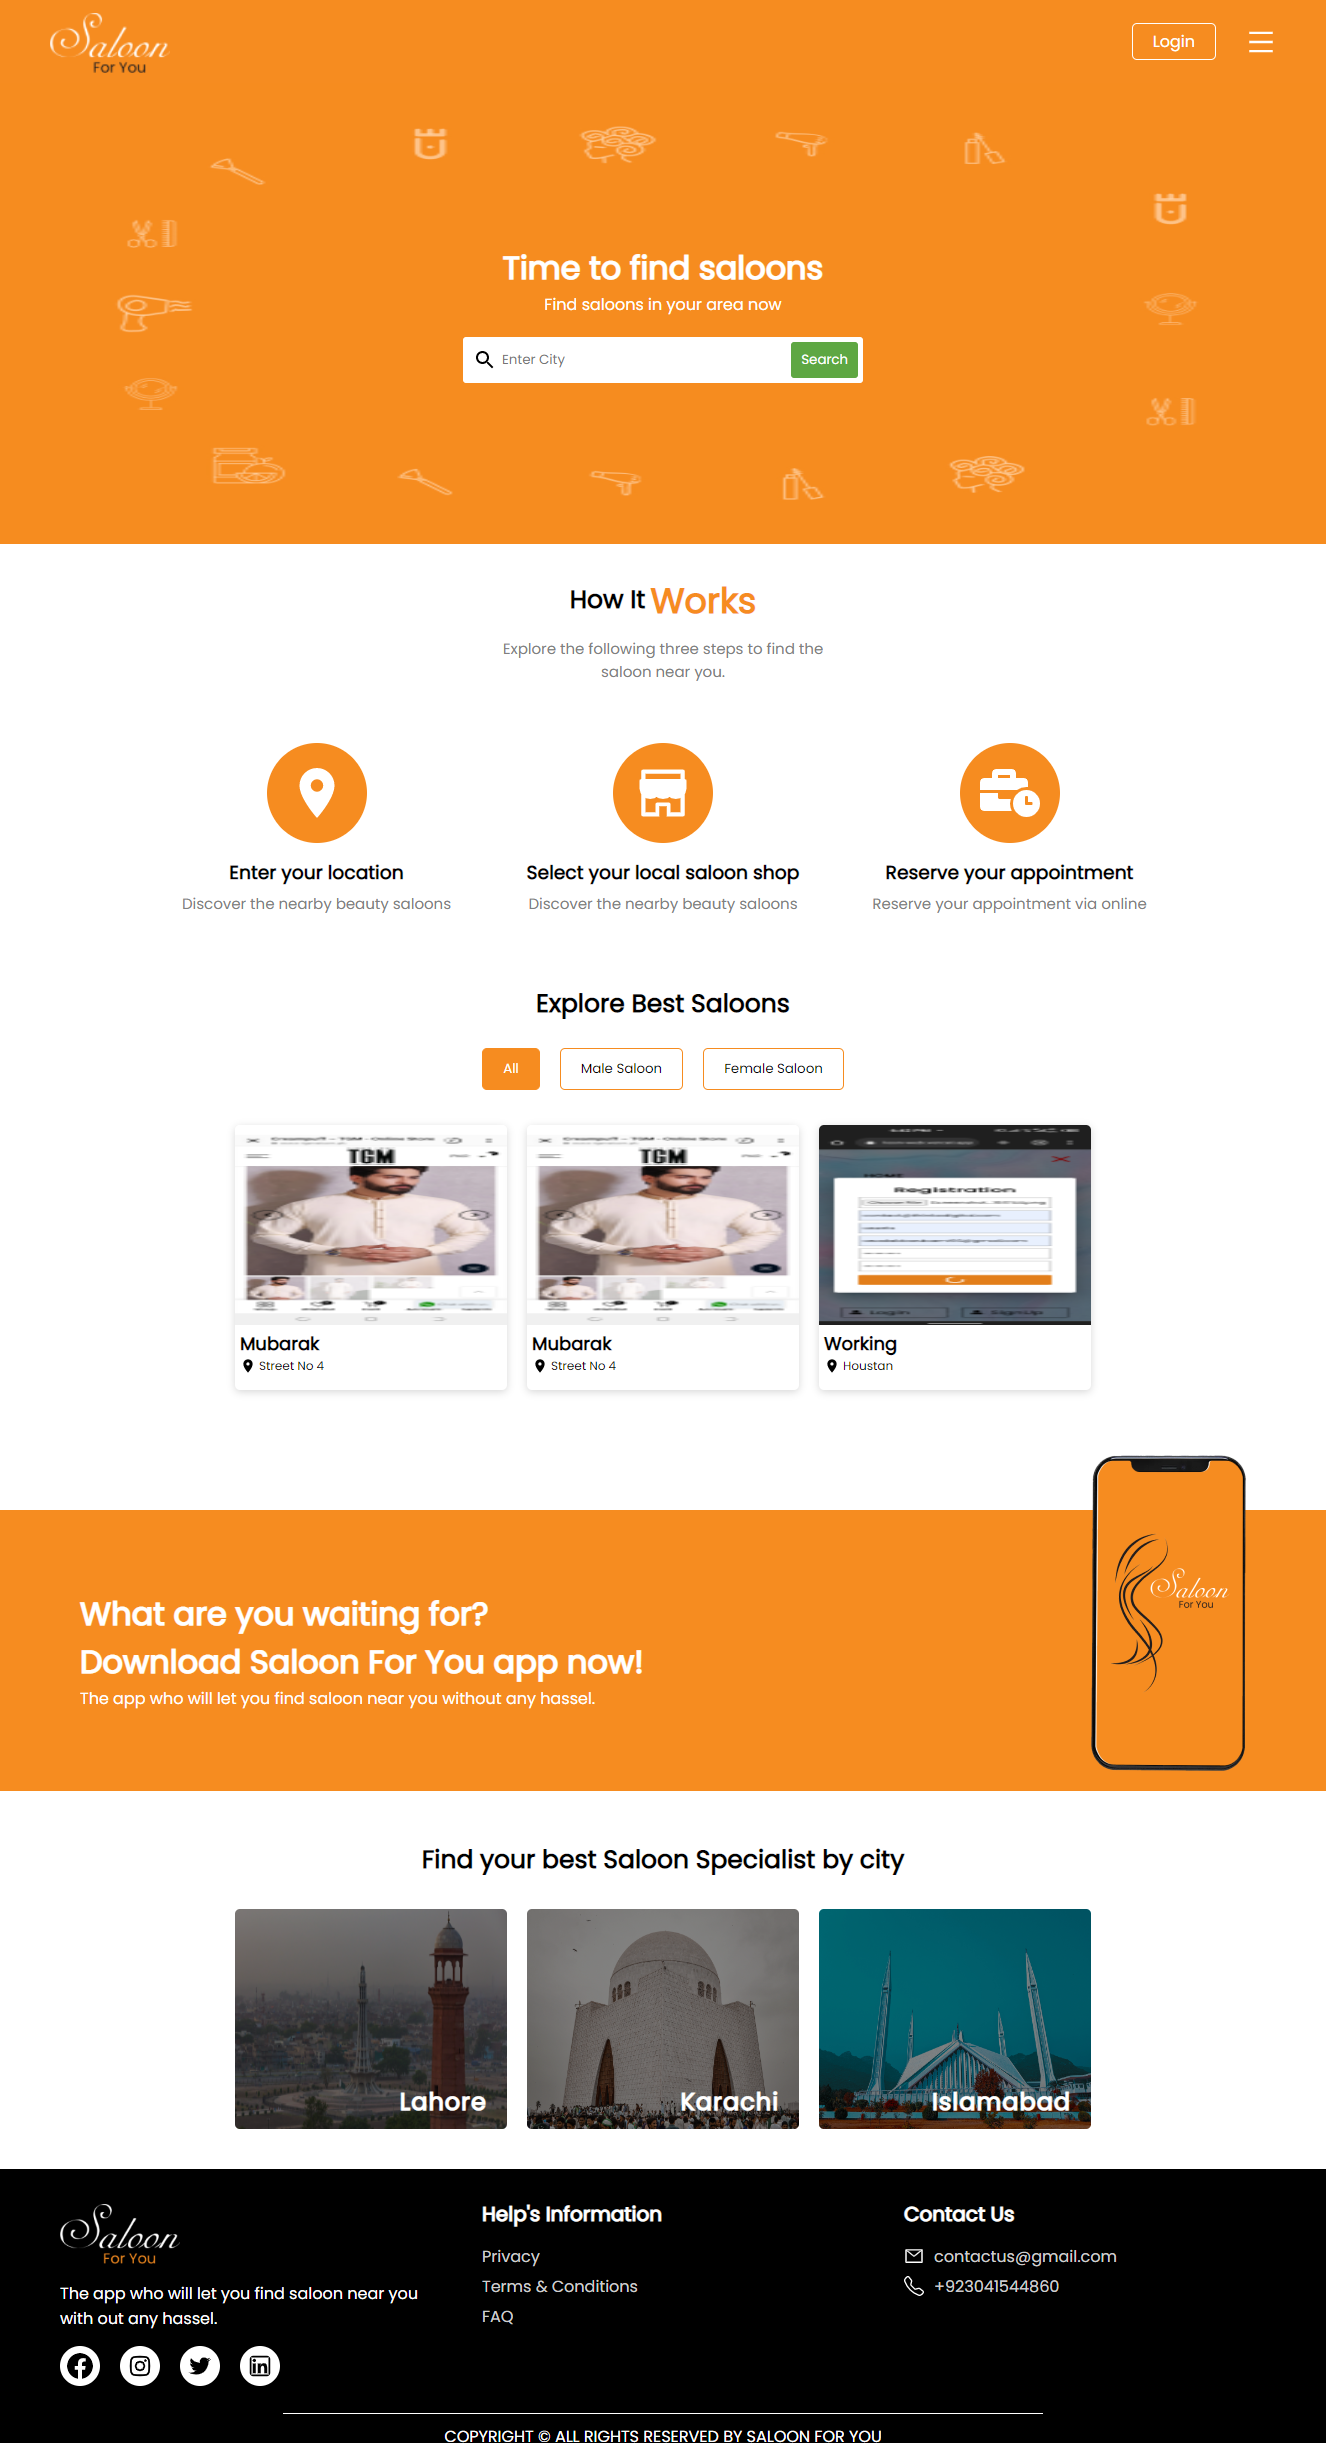 Saloon
For You
Login
Time to find saloons
Find saloons in your area now
Enter City
Search
How It Works
Explore the following three steps to find the
saloon near you.
Enter your location
Select your local saloon shop
Reserve your appointment
Discover the nearby beauty saloons
Discover the nearby beauty saloons
Reserve your appointment via online
Explore Best Saloons
All
Male Saloon
Female Saloon
TGM
TGM
Registration
Mubarak
Street No 4
Mubarak
Street No 4
Working
Houstan
Saloon
For You
What are you waiting for?
Download Saloon For You app now!
The app who will let you find saloon near you without any hassel.
Find your best Saloon Specialist by city
Lahore
Karachi
Islamabad
Saloon
For You
The app who will let you find saloon near you
with out any hassel.
Help's Information
Privacy
Terms & Conditions
FAQ
Contact Us
contactus@gmail.com
+923041544860
COPYRIGHT © ALL RIGHTS RESERVED BY SALOON FOR YOU